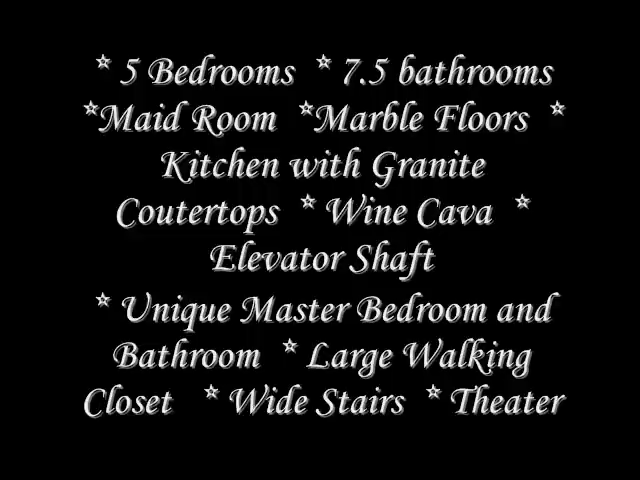 * 5 Bedrooms * 7.5 bathrooms
*Maid Room *Marble Floors *
Kitchen with Granite
Coutertops * Wine Cava *
Elevator Shaft
* Unique Master Bedroom and
Bathroom * Large Walking
Closet * Wide Stairs * Theater